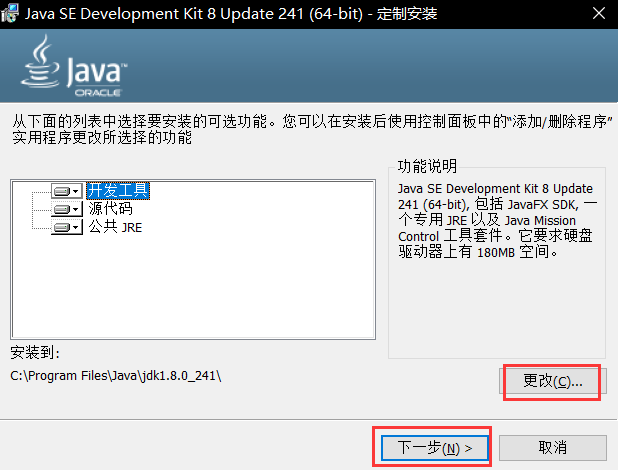 Java SE Development Kit 8 Update 241 (64-bit) - 定制安装
Java
ORACLE
从下面的列表中选择要安装的可选功能。您可以在安装后使用控制面板中的“添加/删除程序”
实用程序更改所选择的功能
开发工具
源代码
公共 JRE
功能说明
Java SE Development Kit 8 Update
241 (64-bit), 包括 JavaFX SDK, 一
个专用 JRE 以及 Java Mission
Control 工具套件。它要求硬盘
驱动器上有 180MB 空间。
安装到:
C:\Program Files\Java\jdk1.8.0_241\
更改(C)...
下一步(N) >
取消